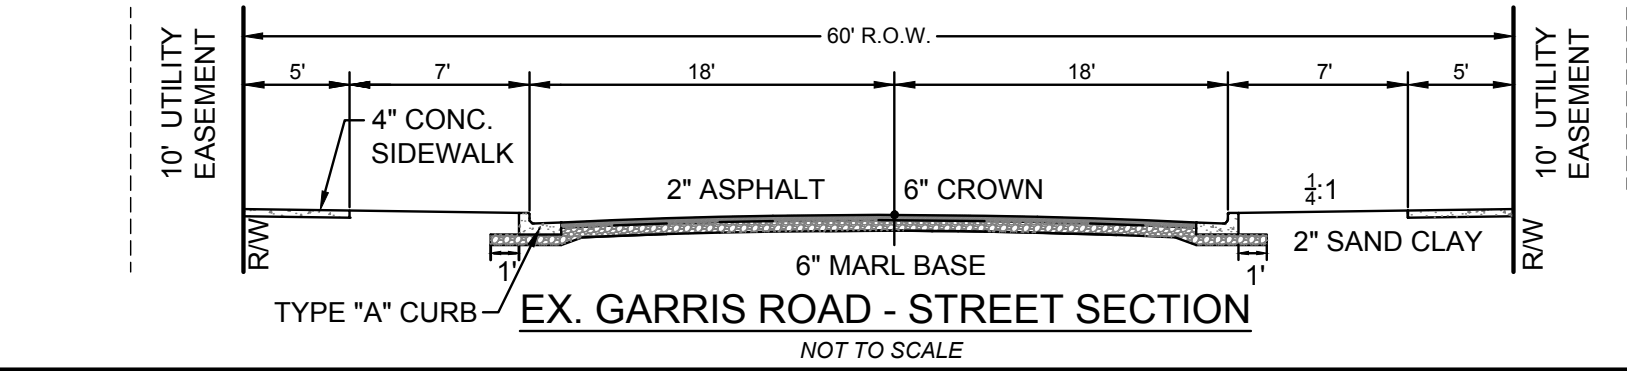 60' R.O.W.
5'
7'
18'
18'
7'
5'
10' UTILITY
EASEMENT
10' UTILITY
EASEMENT
4" CONC.
SIDEWALK
2" ASPHALT
6" CROWN
1/4:1
R/W
R/W
2" SAND CLAY
1'
6" MARL BASE
1'
TYPE "A" CURB
EX. GARRIS ROAD - STREET SECTION
NOT TO SCALE